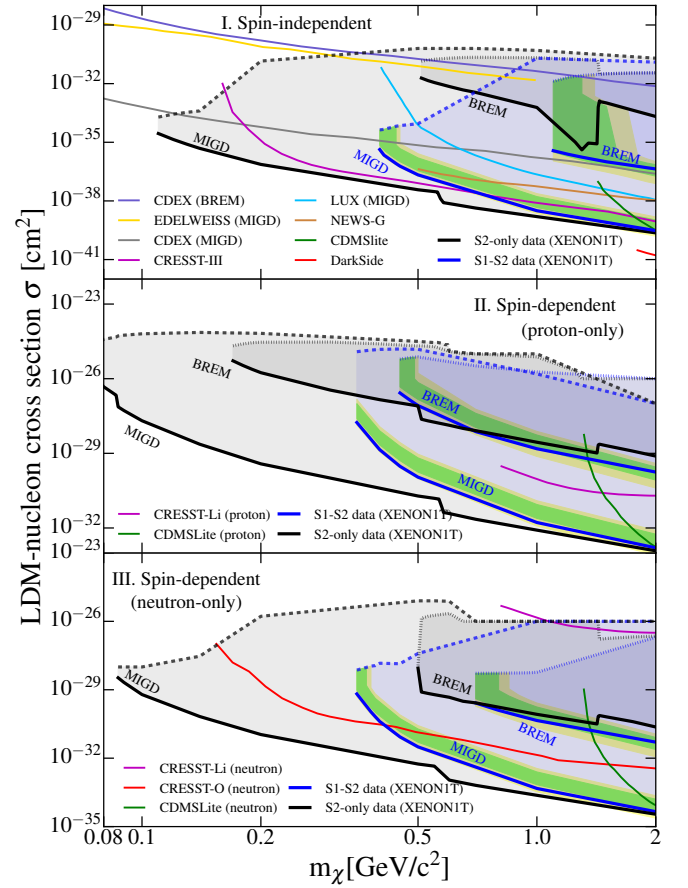 LDM-nucleon cross section σ [cm²]
I. Spin-independent
10⁻²⁹
10⁻³²
10⁻³⁵
10⁻³⁸
10⁻⁴¹
BREM
MIGD
MIGD
BREM
CDEX (BREM)
EDELWEISS (MIGD)
CDEX (MIGD)
CRESST-III
LUX (MIGD)
NEWS-G
CDMSlite
DarkSide
S2-only data (XENON1T)
S1-S2 data (XENON1T)
II. Spin-dependent
(proton-only)
10⁻²³
10⁻²⁶
10⁻²⁹
10⁻³²
BREM
MIGD
BREM
MIGD
CRESST-Li (proton)
CDMSLite (proton)
S1-S2 data (XENON1T)
S2-only data (XENON1T)
III. Spin-dependent
(neutron-only)
10⁻²³
10⁻²⁶
10⁻²⁹
10⁻³²
10⁻³⁵
MIGD
BREM
MIGD
BREM
CRESST-Li (neutron)
CRESST-O (neutron)
CDMSLite (neutron)
S1-S2 data (XENON1T)
S2-only data (XENON1T)
0.08 0.1 0.2 0.5 1.0 2
mχ[GeV/c²]